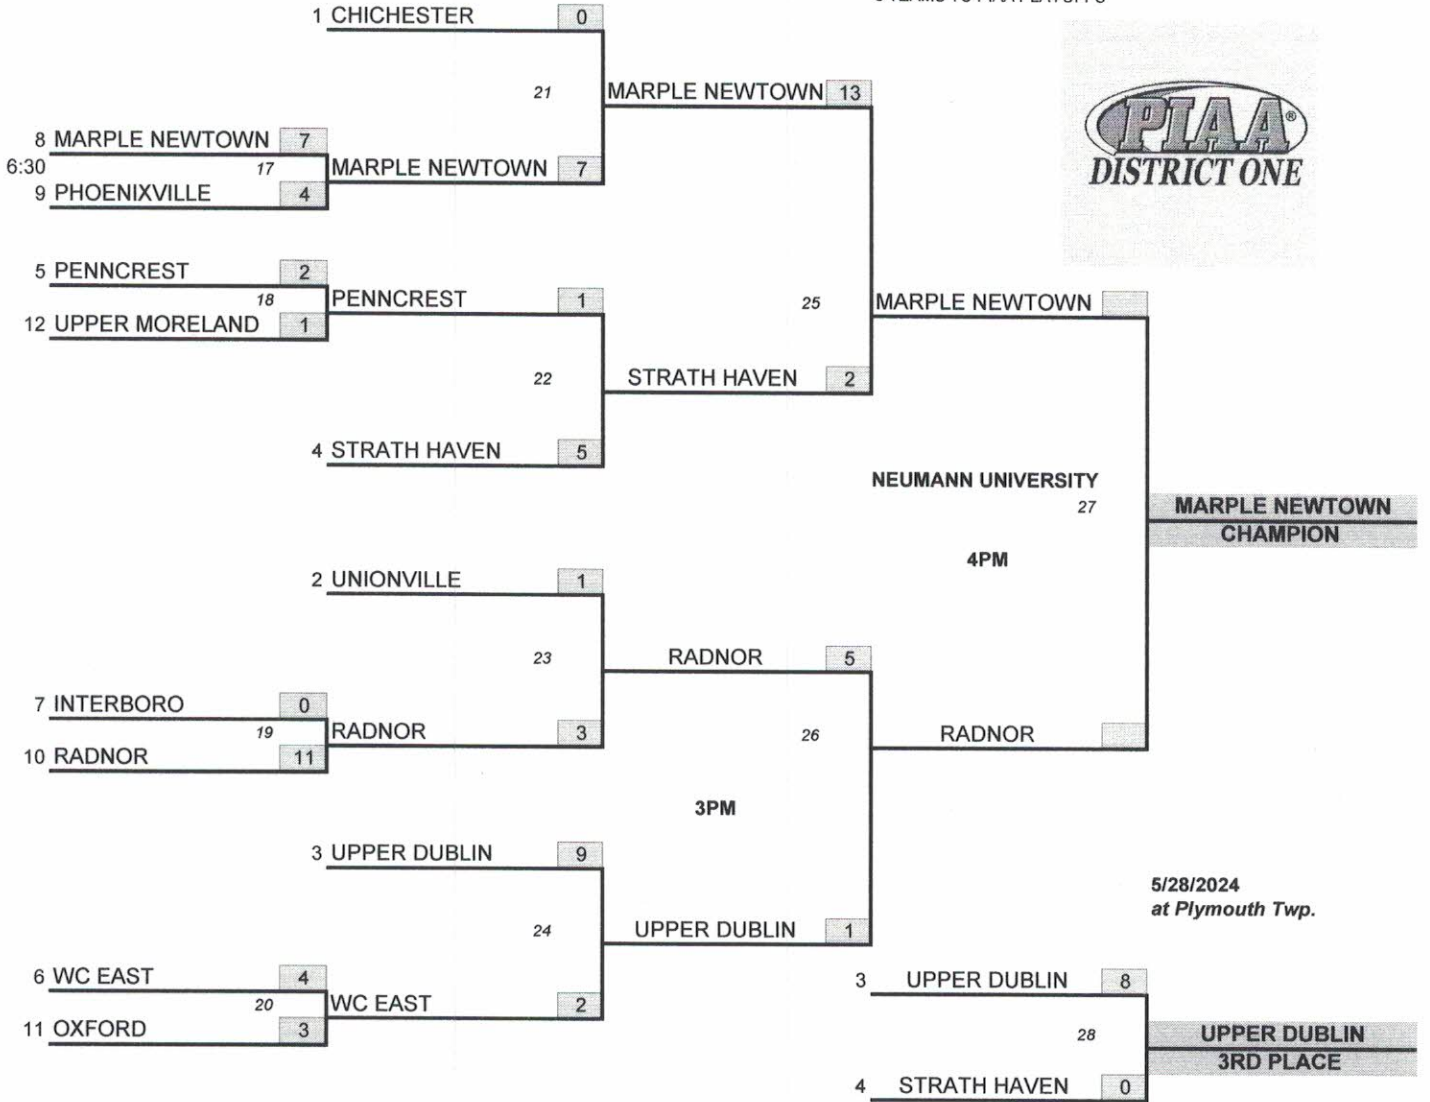 1 CHICHESTER 0
21
MARPLE NEWTOWN 13
PIAA®
DISTRICT ONE
8 MARPLE NEWTOWN 7
6:30
17
MARPLE NEWTOWN 7
9 PHOENIXVILLE 4
5 PENNCREST 2
18
PENNCREST 1
12 UPPER MORELAND 1
25
MARPLE NEWTOWN
22
STRATH HAVEN 2
4 STRATH HAVEN 5
NEUMANN UNIVERSITY
27
MARPLE NEWTOWN
CHAMPION
4PM
2 UNIONVILLE 1
23
RADNOR 5
7 INTERBORO 0
19
RADNOR 3
10 RADNOR 11
26
RADNOR
3PM
3 UPPER DUBLIN 9
5/28/2024
at Plymouth Twp.
24
UPPER DUBLIN 1
6 WC EAST 4
20
WC EAST 2
11 OXFORD 3
3 UPPER DUBLIN 8
28
UPPER DUBLIN
3RD PLACE
4 STRATH HAVEN 0